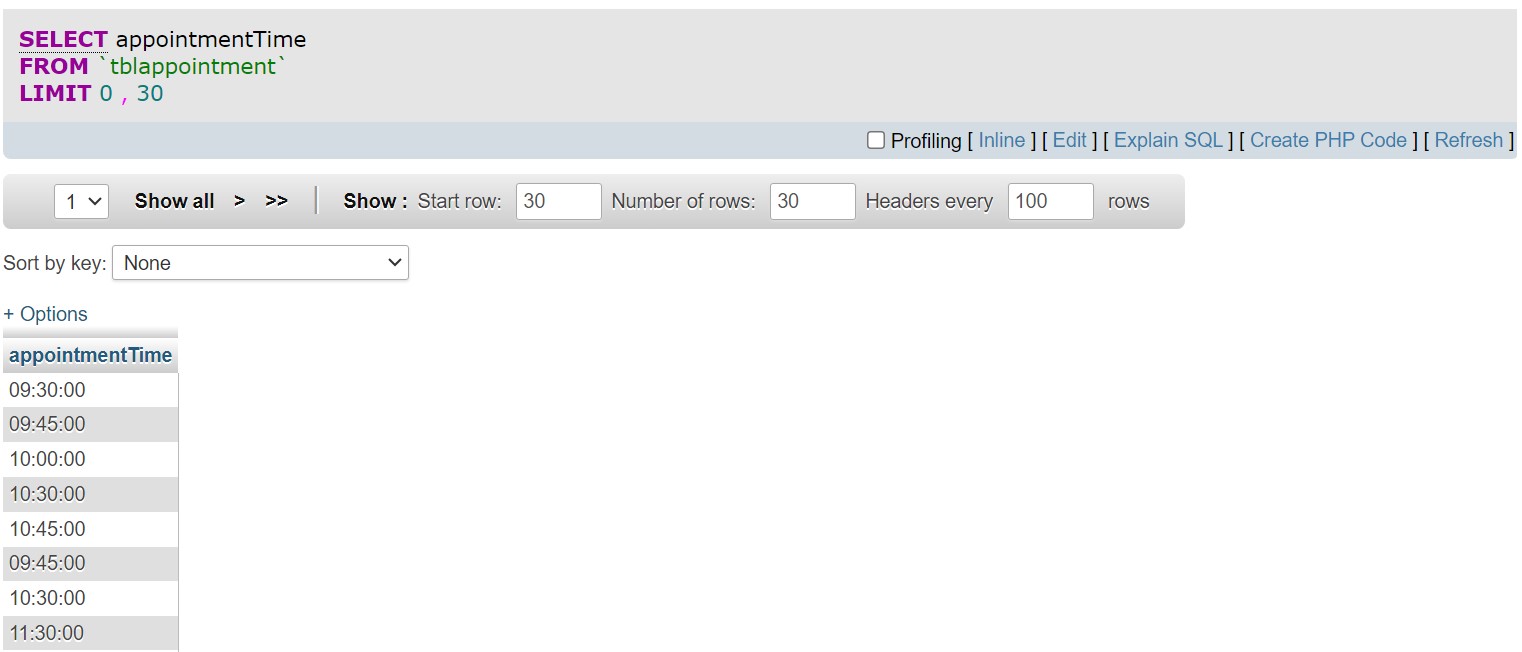 SELECT appointmentTime
FROM `tblappointment`
LIMIT 0 , 30
Profiling [ Inline ] [ Edit ] [ Explain SQL ] [ Create PHP Code ] [ Refresh ]
1 Show all > >> Show : Start row: 30 Number of rows: 30 Headers every 100 rows
Sort by key: None
+ Options
appointmentTime
09:30:00
09:45:00
10:00:00
10:30:00
10:45:00
09:45:00
10:30:00
11:30:00